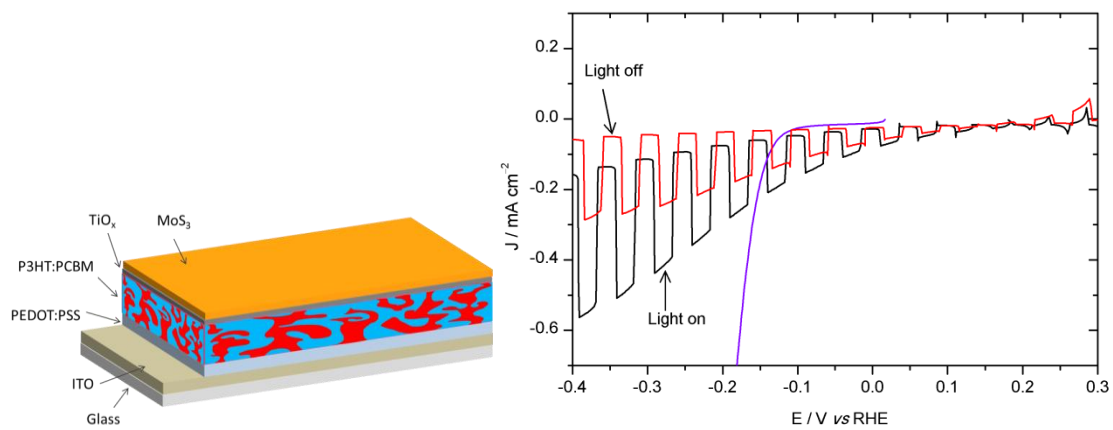 TiOₓ
MoS₃
P3HT:PCBM
PEDOT:PSS
ITO
Glass
0.2
0.0
-0.2
-0.4
-0.6
J / mA cm⁻²
Light off
Light on
-0.4 -0.3 -0.2 -0.1 0.0 0.1 0.2 0.3
E / V vs RHE